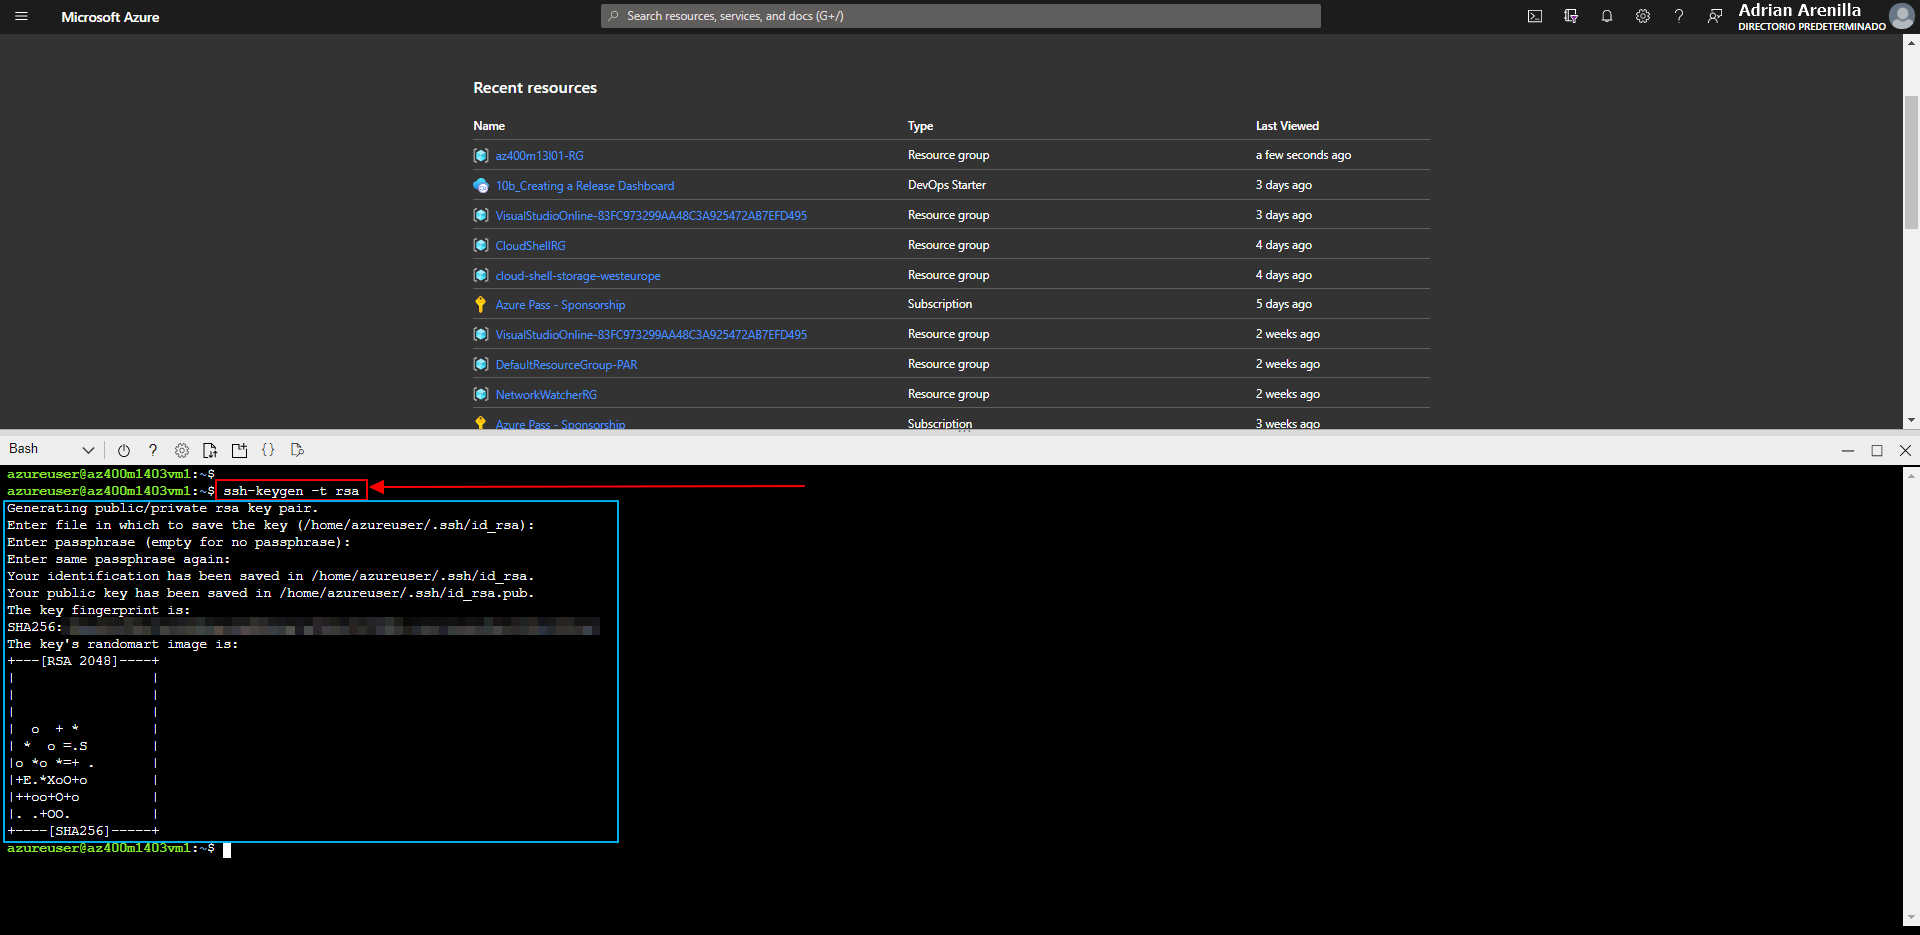 Microsoft Azure
Search resources, services, and docs (G+/)
Adrian Arenilla
DIRECTORIO PREDETERMINADO
Recent resources
Name Type Last Viewed
az400m13l01-RG Resource group a few seconds ago
10b_Creating a Release Dashboard DevOps Starter 3 days ago
VisualStudioOnline-83FC973299AA48C3A925472AB7EFD495 Resource group 3 days ago
CloudShellRG Resource group 4 days ago
cloud-shell-storage-westeurope Resource group 4 days ago
Azure Pass - Sponsorship Subscription 5 days ago
VisualStudioOnline-83FC973299AA48C3A925472AB7EFD495 Resource group 2 weeks ago
DefaultResourceGroup-PAR Resource group 2 weeks ago
NetworkWatcherRG Resource group 2 weeks ago
Azure Pass - Sponsorship Subscription 3 weeks ago
Bash
azureuser@az400m1403vm1:~$
azureuser@az400m1403vm1:~$ ssh-keygen -t rsa
Generating public/private rsa key pair.
Enter file in which to save the key (/home/azureuser/.ssh/id_rsa):
Enter passphrase (empty for no passphrase):
Enter same passphrase again:
Your identification has been saved in /home/azureuser/.ssh/id_rsa.
Your public key has been saved in /home/azureuser/.ssh/id_rsa.pub.
The key fingerprint is:
SHA256:
The key's randomart image is:
+---[RSA 2048]----+
|                 |
|                 |
|                 |
|  o  + *         |
| *  o =.S        |
|o *o *=+ .       |
|+E.*XoO+o        |
|++oo+O+o         |
|. .+OO.          |
+----[SHA256]-----+
azureuser@az400m1403vm1:~$